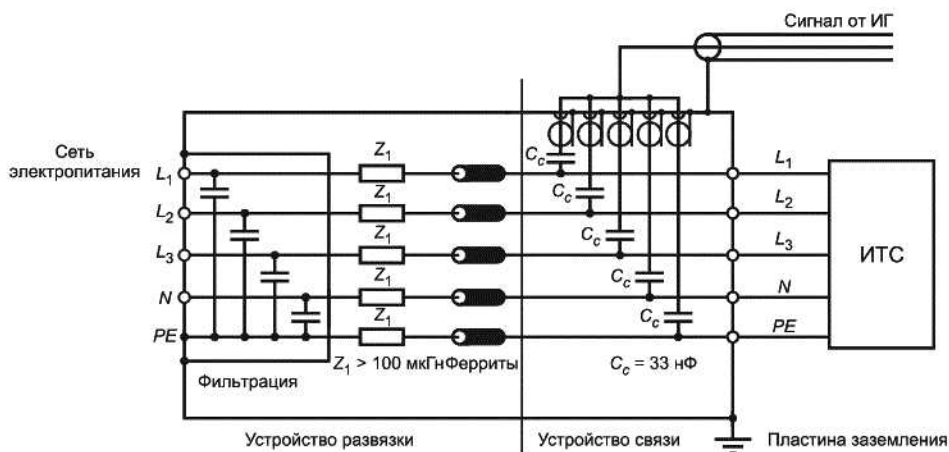 Сигнал от ИГ
Сеть
электропитания
L1
L2
L3
N
PE
Z1
Z1
Z1
Z1
Z1
Cc
Cc
Cc
Cc
Cc
L1
L2
L3
N
PE
ИТС
Фильтрация
Z1 > 100 мкГн
Ферриты
Cc = 33 нФ
Устройство развязки
Устройство связи
Пластина заземления